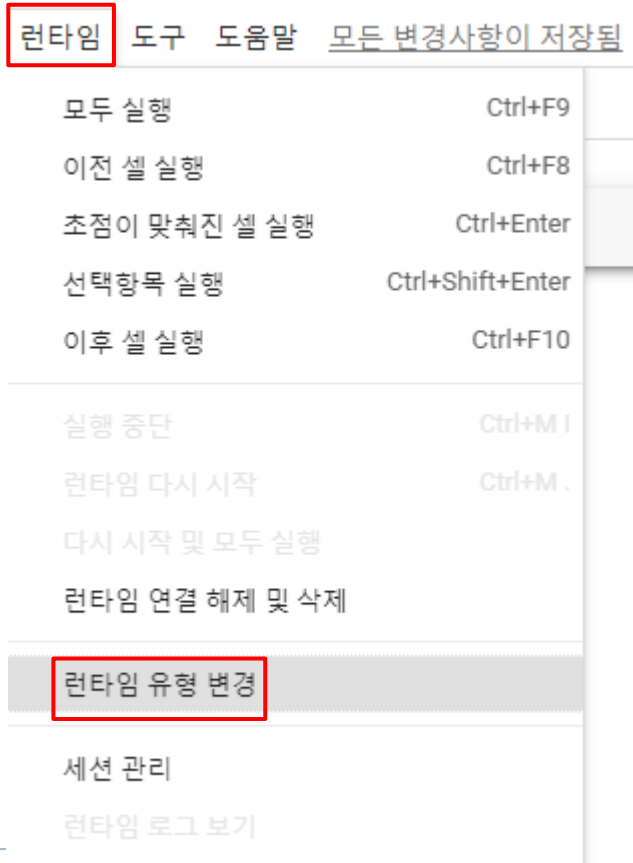 런타임 도구 도움말 모든 변경사항이 저장됨
모두 실행 Ctrl+F9
이전 셀 실행 Ctrl+F8
초점이 맞춰진 셀 실행 Ctrl+Enter
선택항목 실행 Ctrl+Shift+Enter
이후 셀 실행 Ctrl+F10
실행 중단 Ctrl+M I
런타임 다시 시작 Ctrl+M .
다시 시작 및 모두 실행
런타임 연결 해제 및 삭제
런타임 유형 변경
세션 관리
런타임 로그 보기